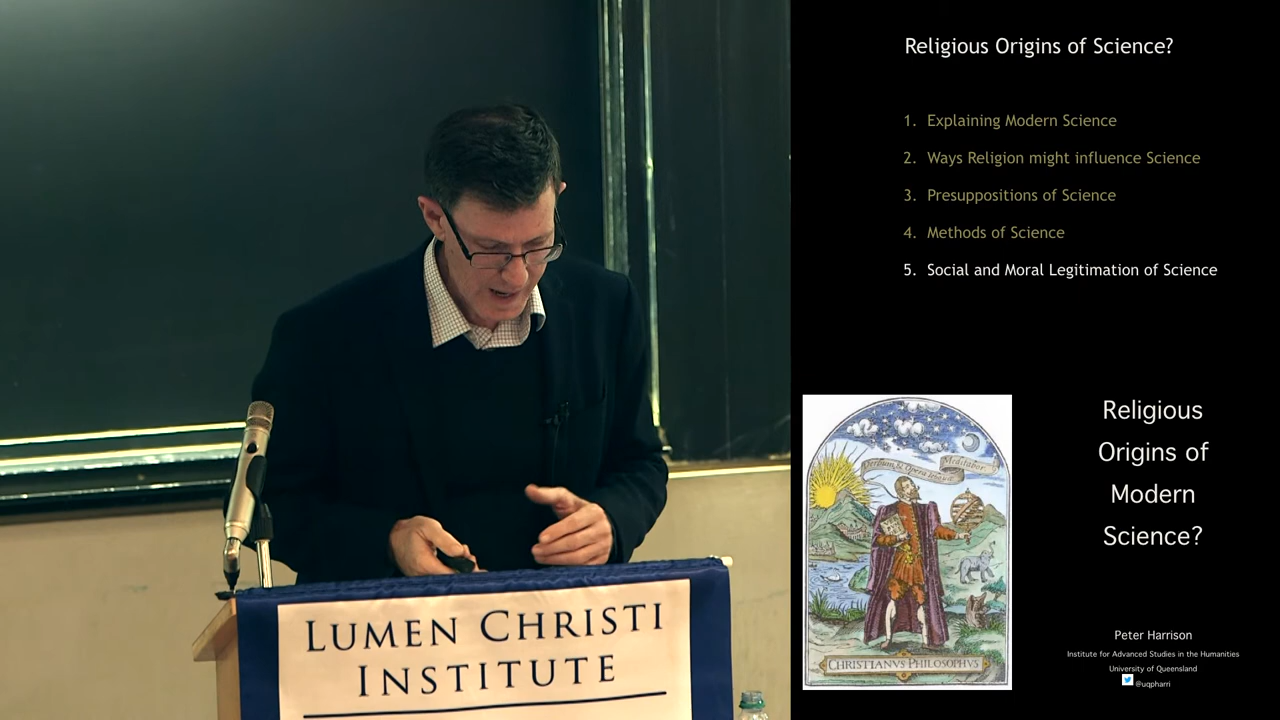 Religious Origins of Science?
1. Explaining Modern Science
2. Ways Religion might influence Science
3. Presuppositions of Science
4. Methods of Science
5. Social and Moral Legitimation of Science
Meditabor
CHRISTIANVS PHILOSOPHVS
Religious
Origins of
Modern
Science?
Peter Harrison
Institute for Advanced Studies in the Humanities
University of Queensland
@uqpharri
LUMEN CHRISTI
INSTITUTE